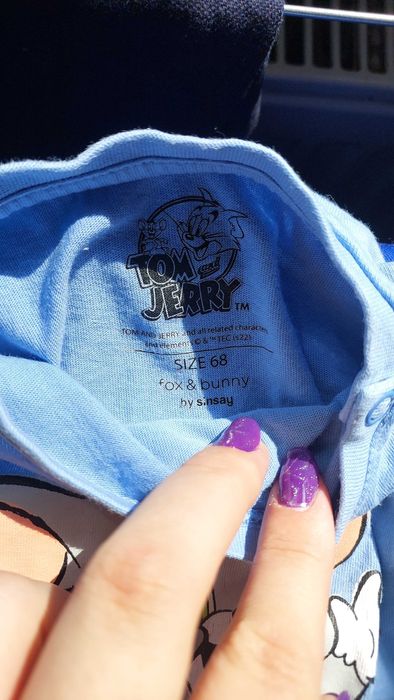 TOM and
JERRY TM
TOM AND JERRY and all related characters
and elements © & ™ TEC (s22)
SIZE 68
fox & bunny
by sinsay